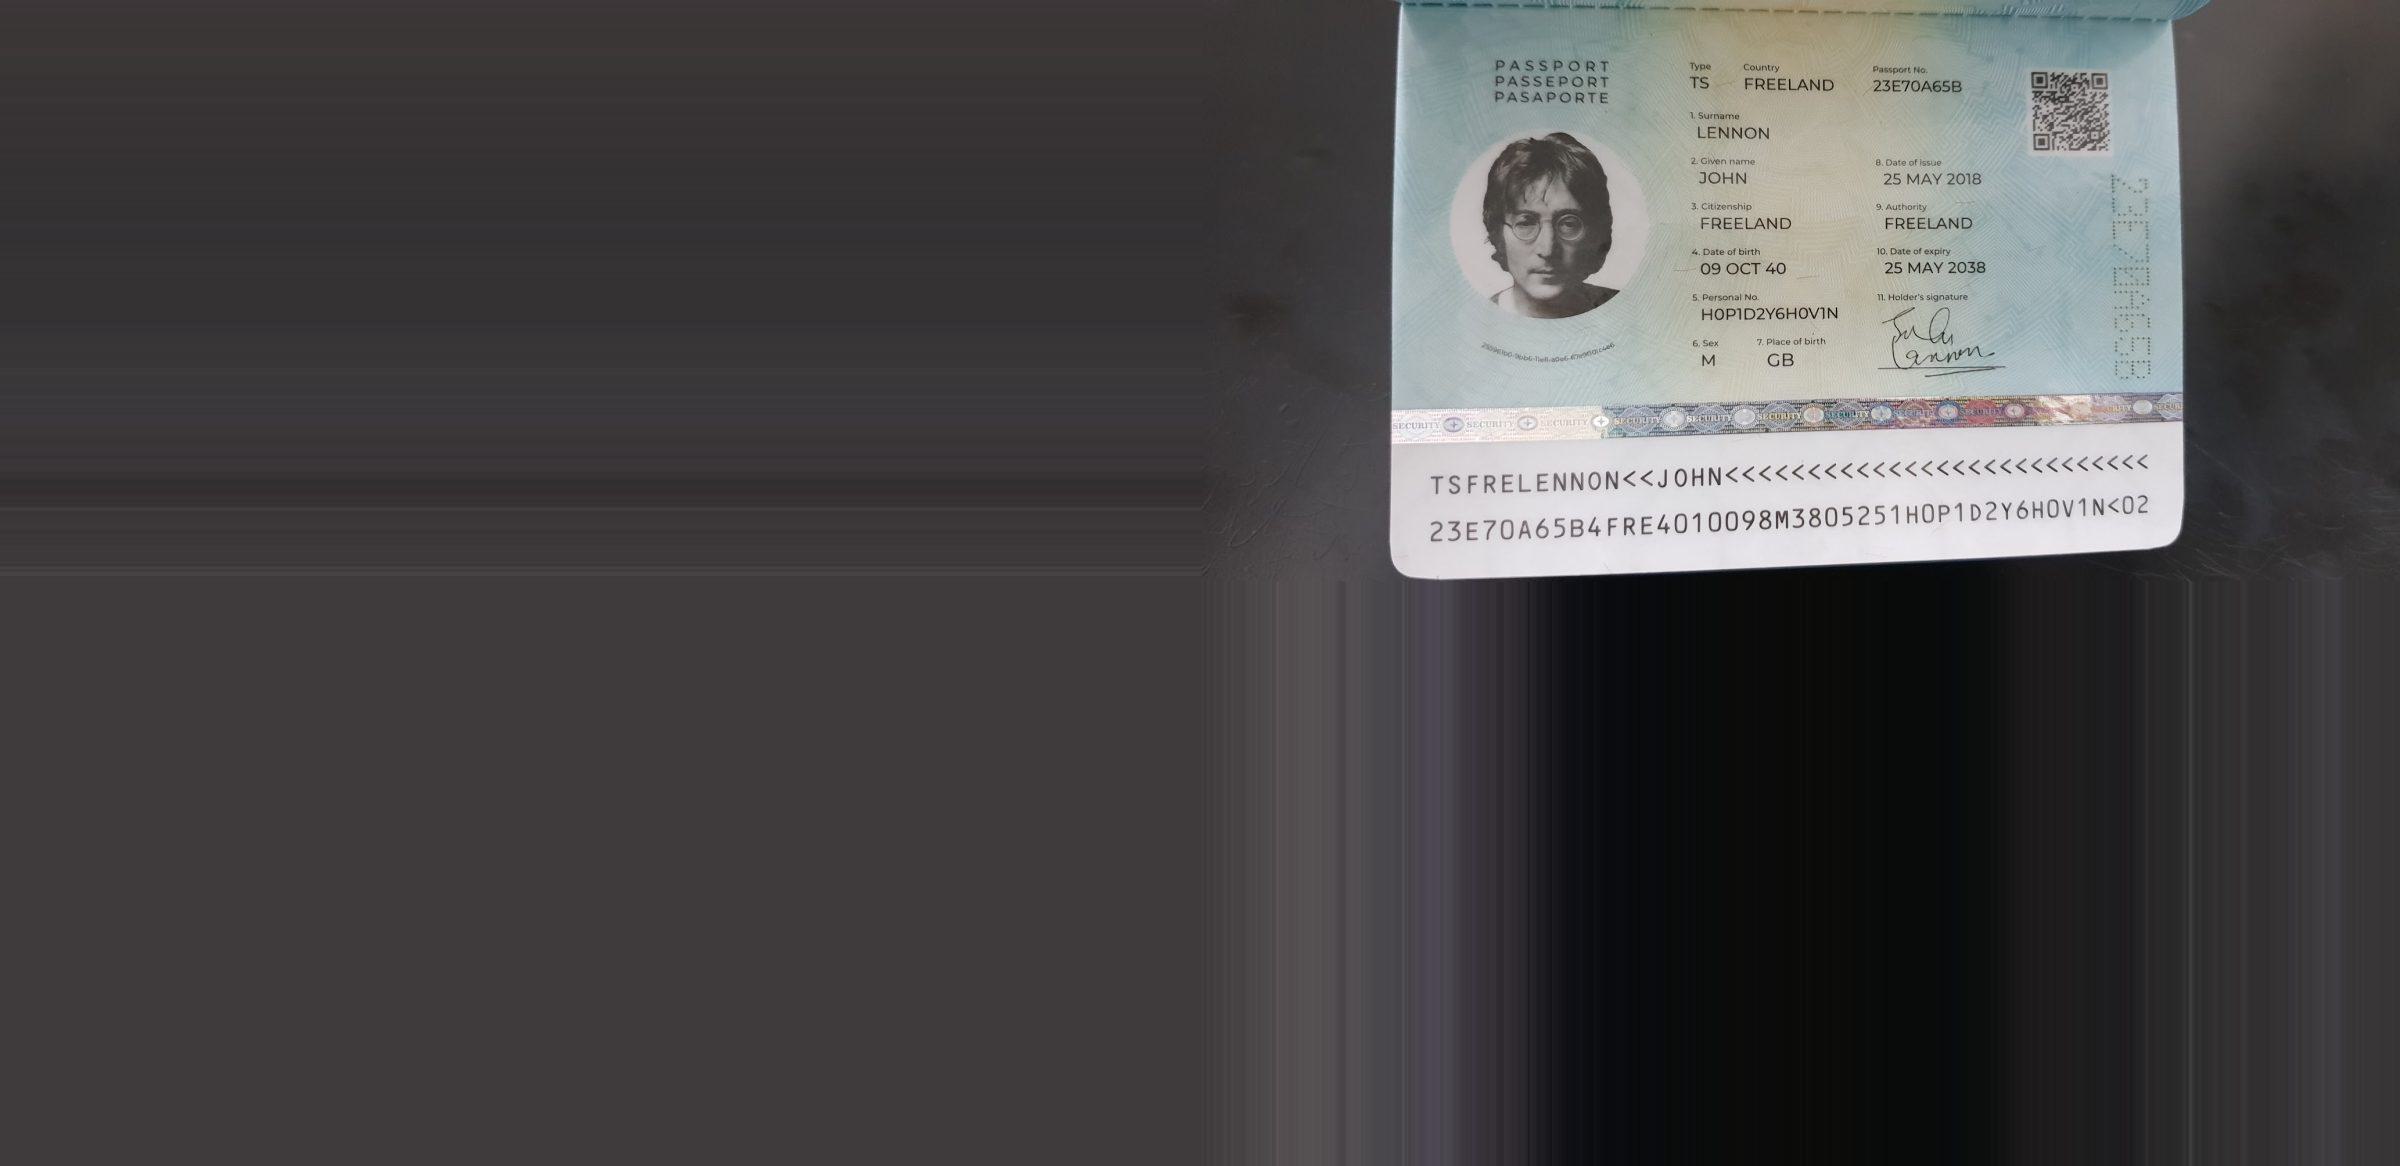 PASSPORT
PASSEPORT
PASAPORTE
Type Country Passport No.
TS FREELAND 23E70A65B
1. Surname
LENNON
2. Given name 8. Date of issue
JOHN 25 MAY 2018
3. Citizenship 9. Authority
FREELAND FREELAND
4. Date of birth 10. Date of expiry
09 OCT 40 25 MAY 2038
5. Personal No. 11. Holder's signature
H0P1D2Y6H0V1N
6. Sex 7. Place of birth
M GB
23E70A65B
SECURITY SECURITY SECURITY SECURITY SECURITY SECURITY SECURITY SECURITY SECURITY SECURITY
TSFRELENNON<<JOHN<<<<<<<<<<<<<<<<<<<<<<<<<<<
23E70A65B4FRE4010098M3805251H0P1D2Y6H0V1N<02